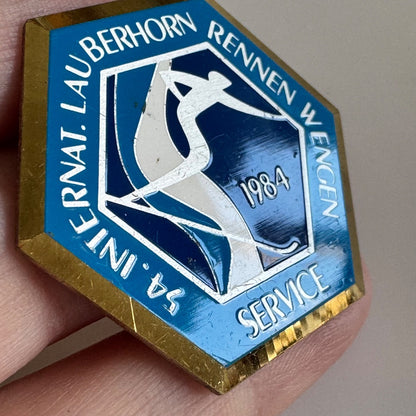 54. INTERNAT. LAUBERHORN RENNEN WENGEN
1984
SERVICE